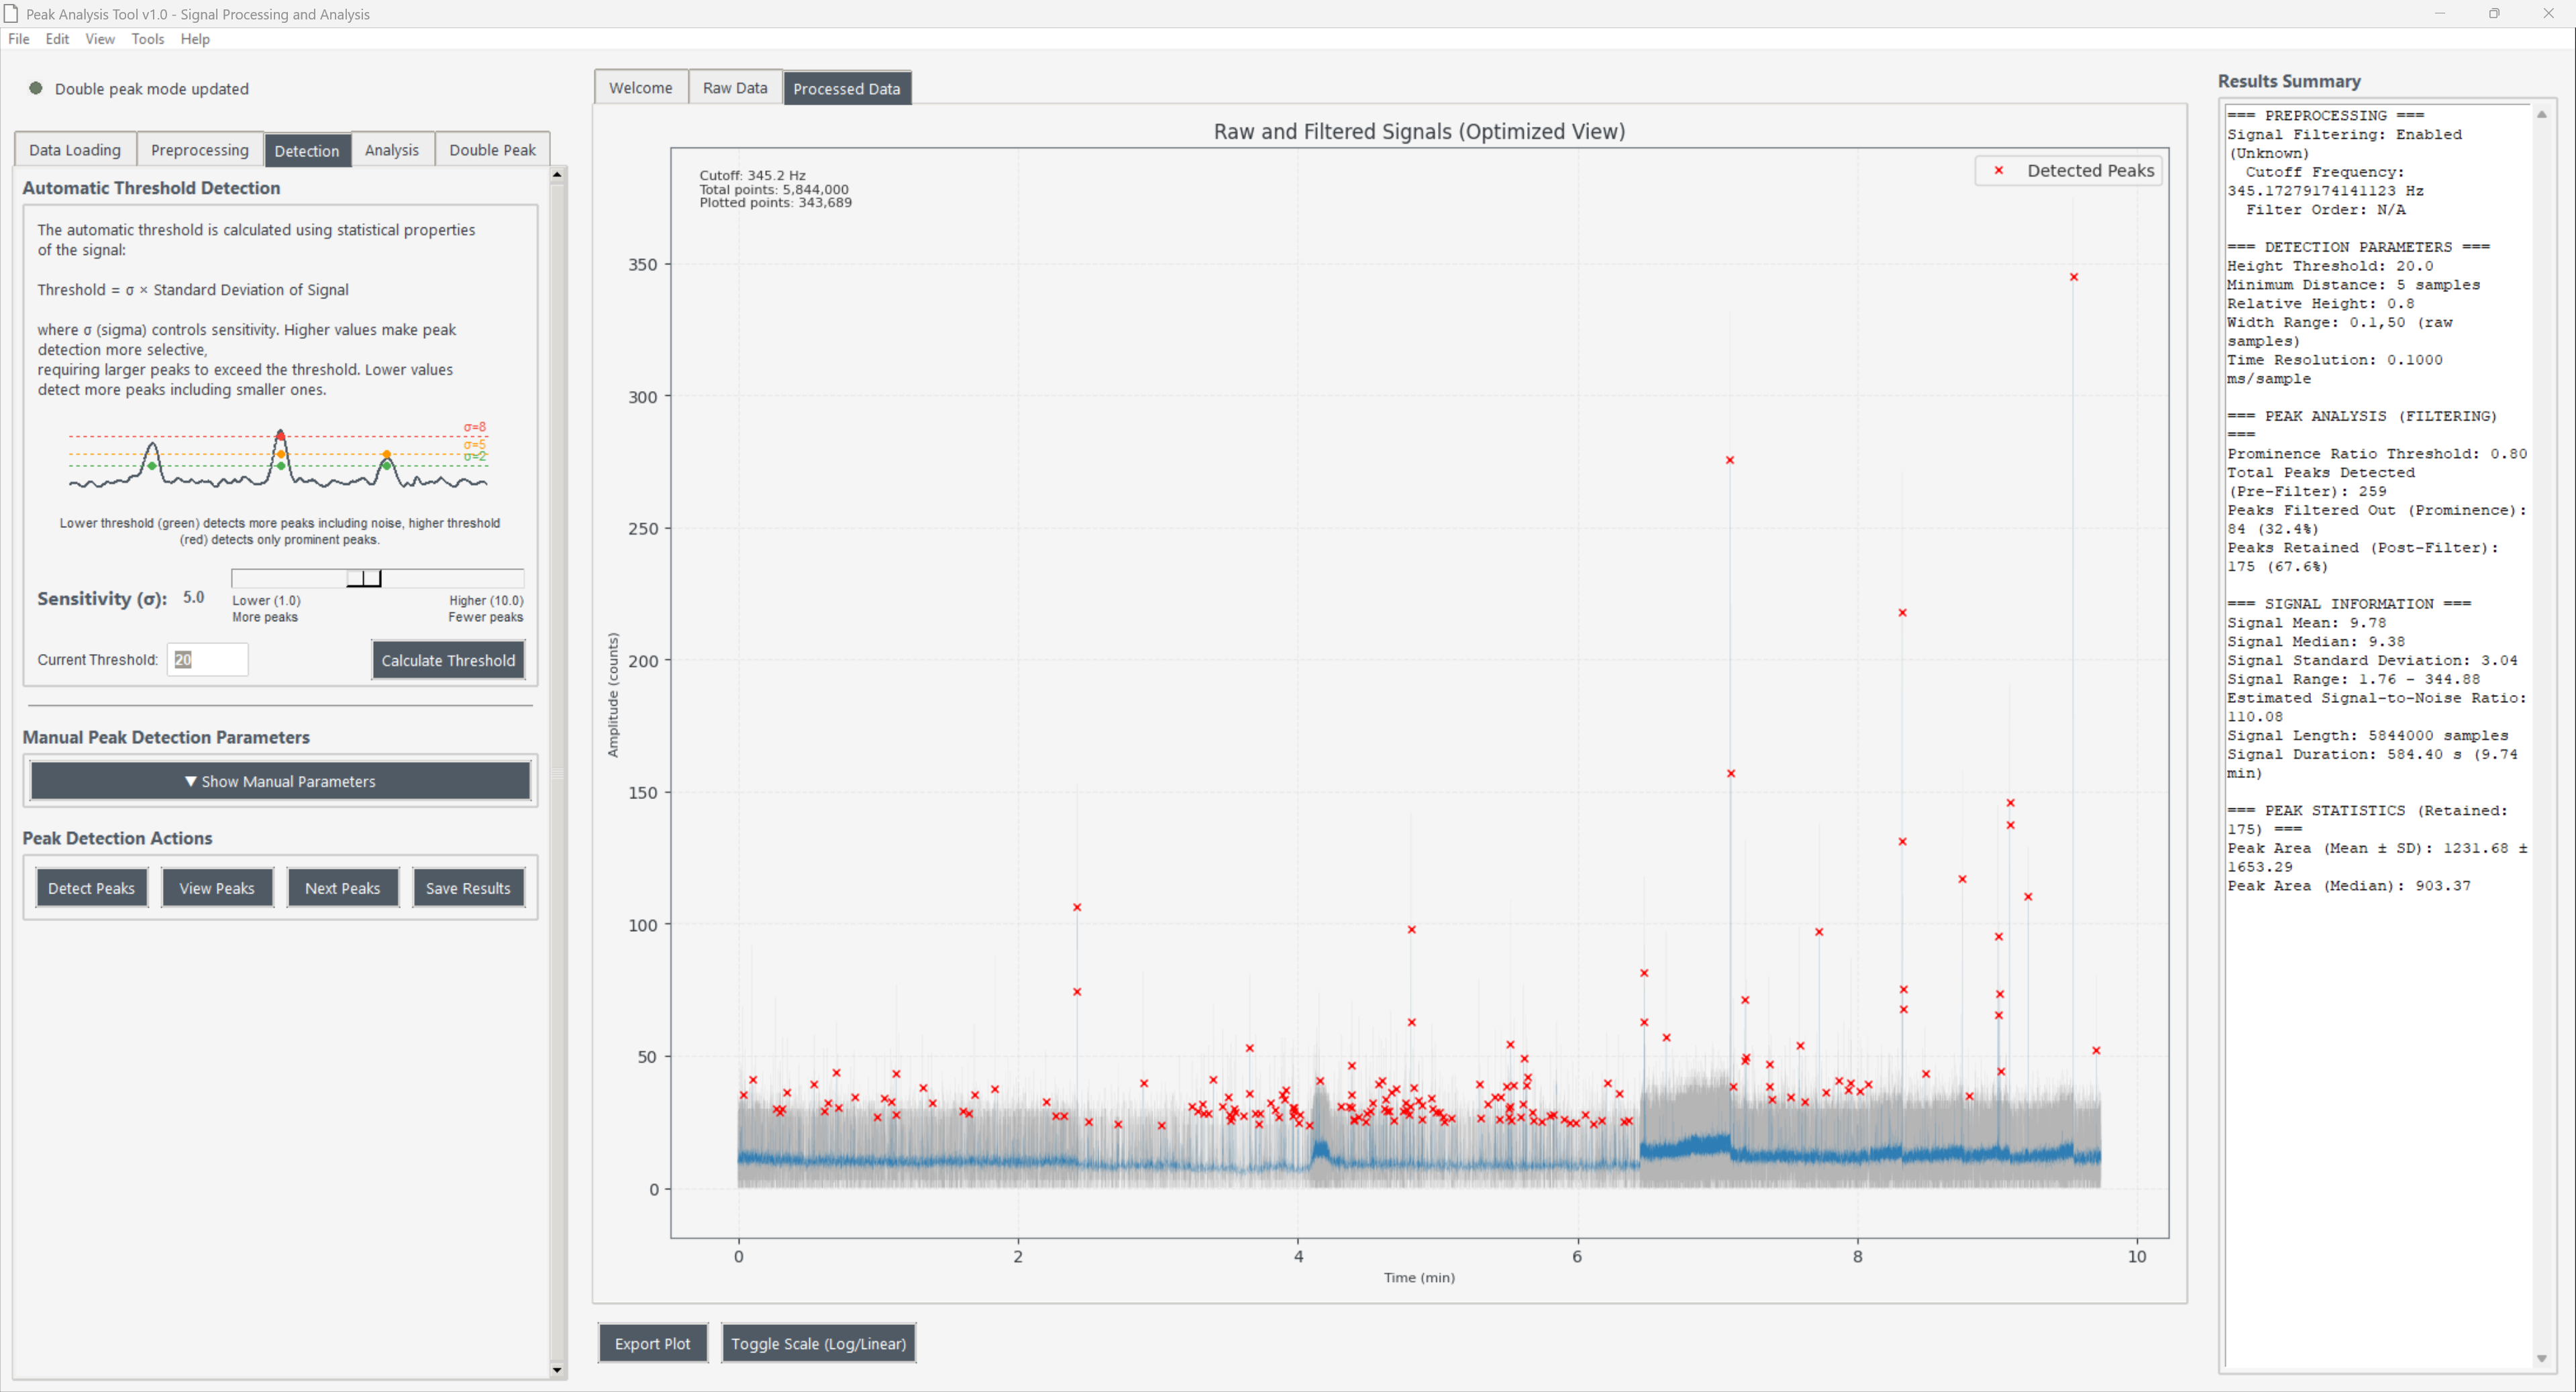 Peak Analysis Tool v1.0 - Signal Processing and Analysis
File Edit View Tools Help
Double peak mode updated
Data Loading Preprocessing Detection Analysis Double Peak
Automatic Threshold Detection
The automatic threshold is calculated using statistical properties
of the signal:
Threshold = σ × Standard Deviation of Signal
where σ (sigma) controls sensitivity. Higher values make peak
detection more selective,
requiring larger peaks to exceed the threshold. Lower values
detect more peaks including smaller ones.
σ=8
σ=5
σ=2
Lower threshold (green) detects more peaks including noise, higher threshold
(red) detects only prominent peaks.
Sensitivity (σ): 5.0
Lower (1.0) Higher (10.0)
More peaks Fewer peaks
Current Threshold: 20 Calculate Threshold
Manual Peak Detection Parameters
▼ Show Manual Parameters
Peak Detection Actions
Detect Peaks View Peaks Next Peaks Save Results
Welcome Raw Data Processed Data
Raw and Filtered Signals (Optimized View)
Cutoff: 345.2 Hz
Total points: 5,844,000
Plotted points: 343,689
Detected Peaks
Amplitude (counts)
350
300
250
200
150
100
50
0
0 2 4 6 8 10
Time (min)
Export Plot Toggle Scale (Log/Linear)
Results Summary
=== PREPROCESSING ===
Signal Filtering: Enabled
(Unknown)
Cutoff Frequency:
345.17279174141123 Hz
Filter Order: N/A
=== DETECTION PARAMETERS ===
Height Threshold: 20.0
Minimum Distance: 5 samples
Relative Height: 0.8
Width Range: 0.1,50 (raw
samples)
Time Resolution: 0.1000
ms/sample
=== PEAK ANALYSIS (FILTERING)
===
Prominence Ratio Threshold: 0.80
Total Peaks Detected
(Pre-Filter): 259
Peaks Filtered Out (Prominence):
84 (32.4%)
Peaks Retained (Post-Filter):
175 (67.6%)
=== SIGNAL INFORMATION ===
Signal Mean: 9.78
Signal Median: 9.38
Signal Standard Deviation: 3.04
Signal Range: 1.76 - 344.88
Estimated Signal-to-Noise Ratio:
110.08
Signal Length: 5844000 samples
Signal Duration: 584.40 s (9.74
min)
=== PEAK STATISTICS (Retained:
175) ===
Peak Area (Mean ± SD): 1231.68 ±
1653.29
Peak Area (Median): 903.37